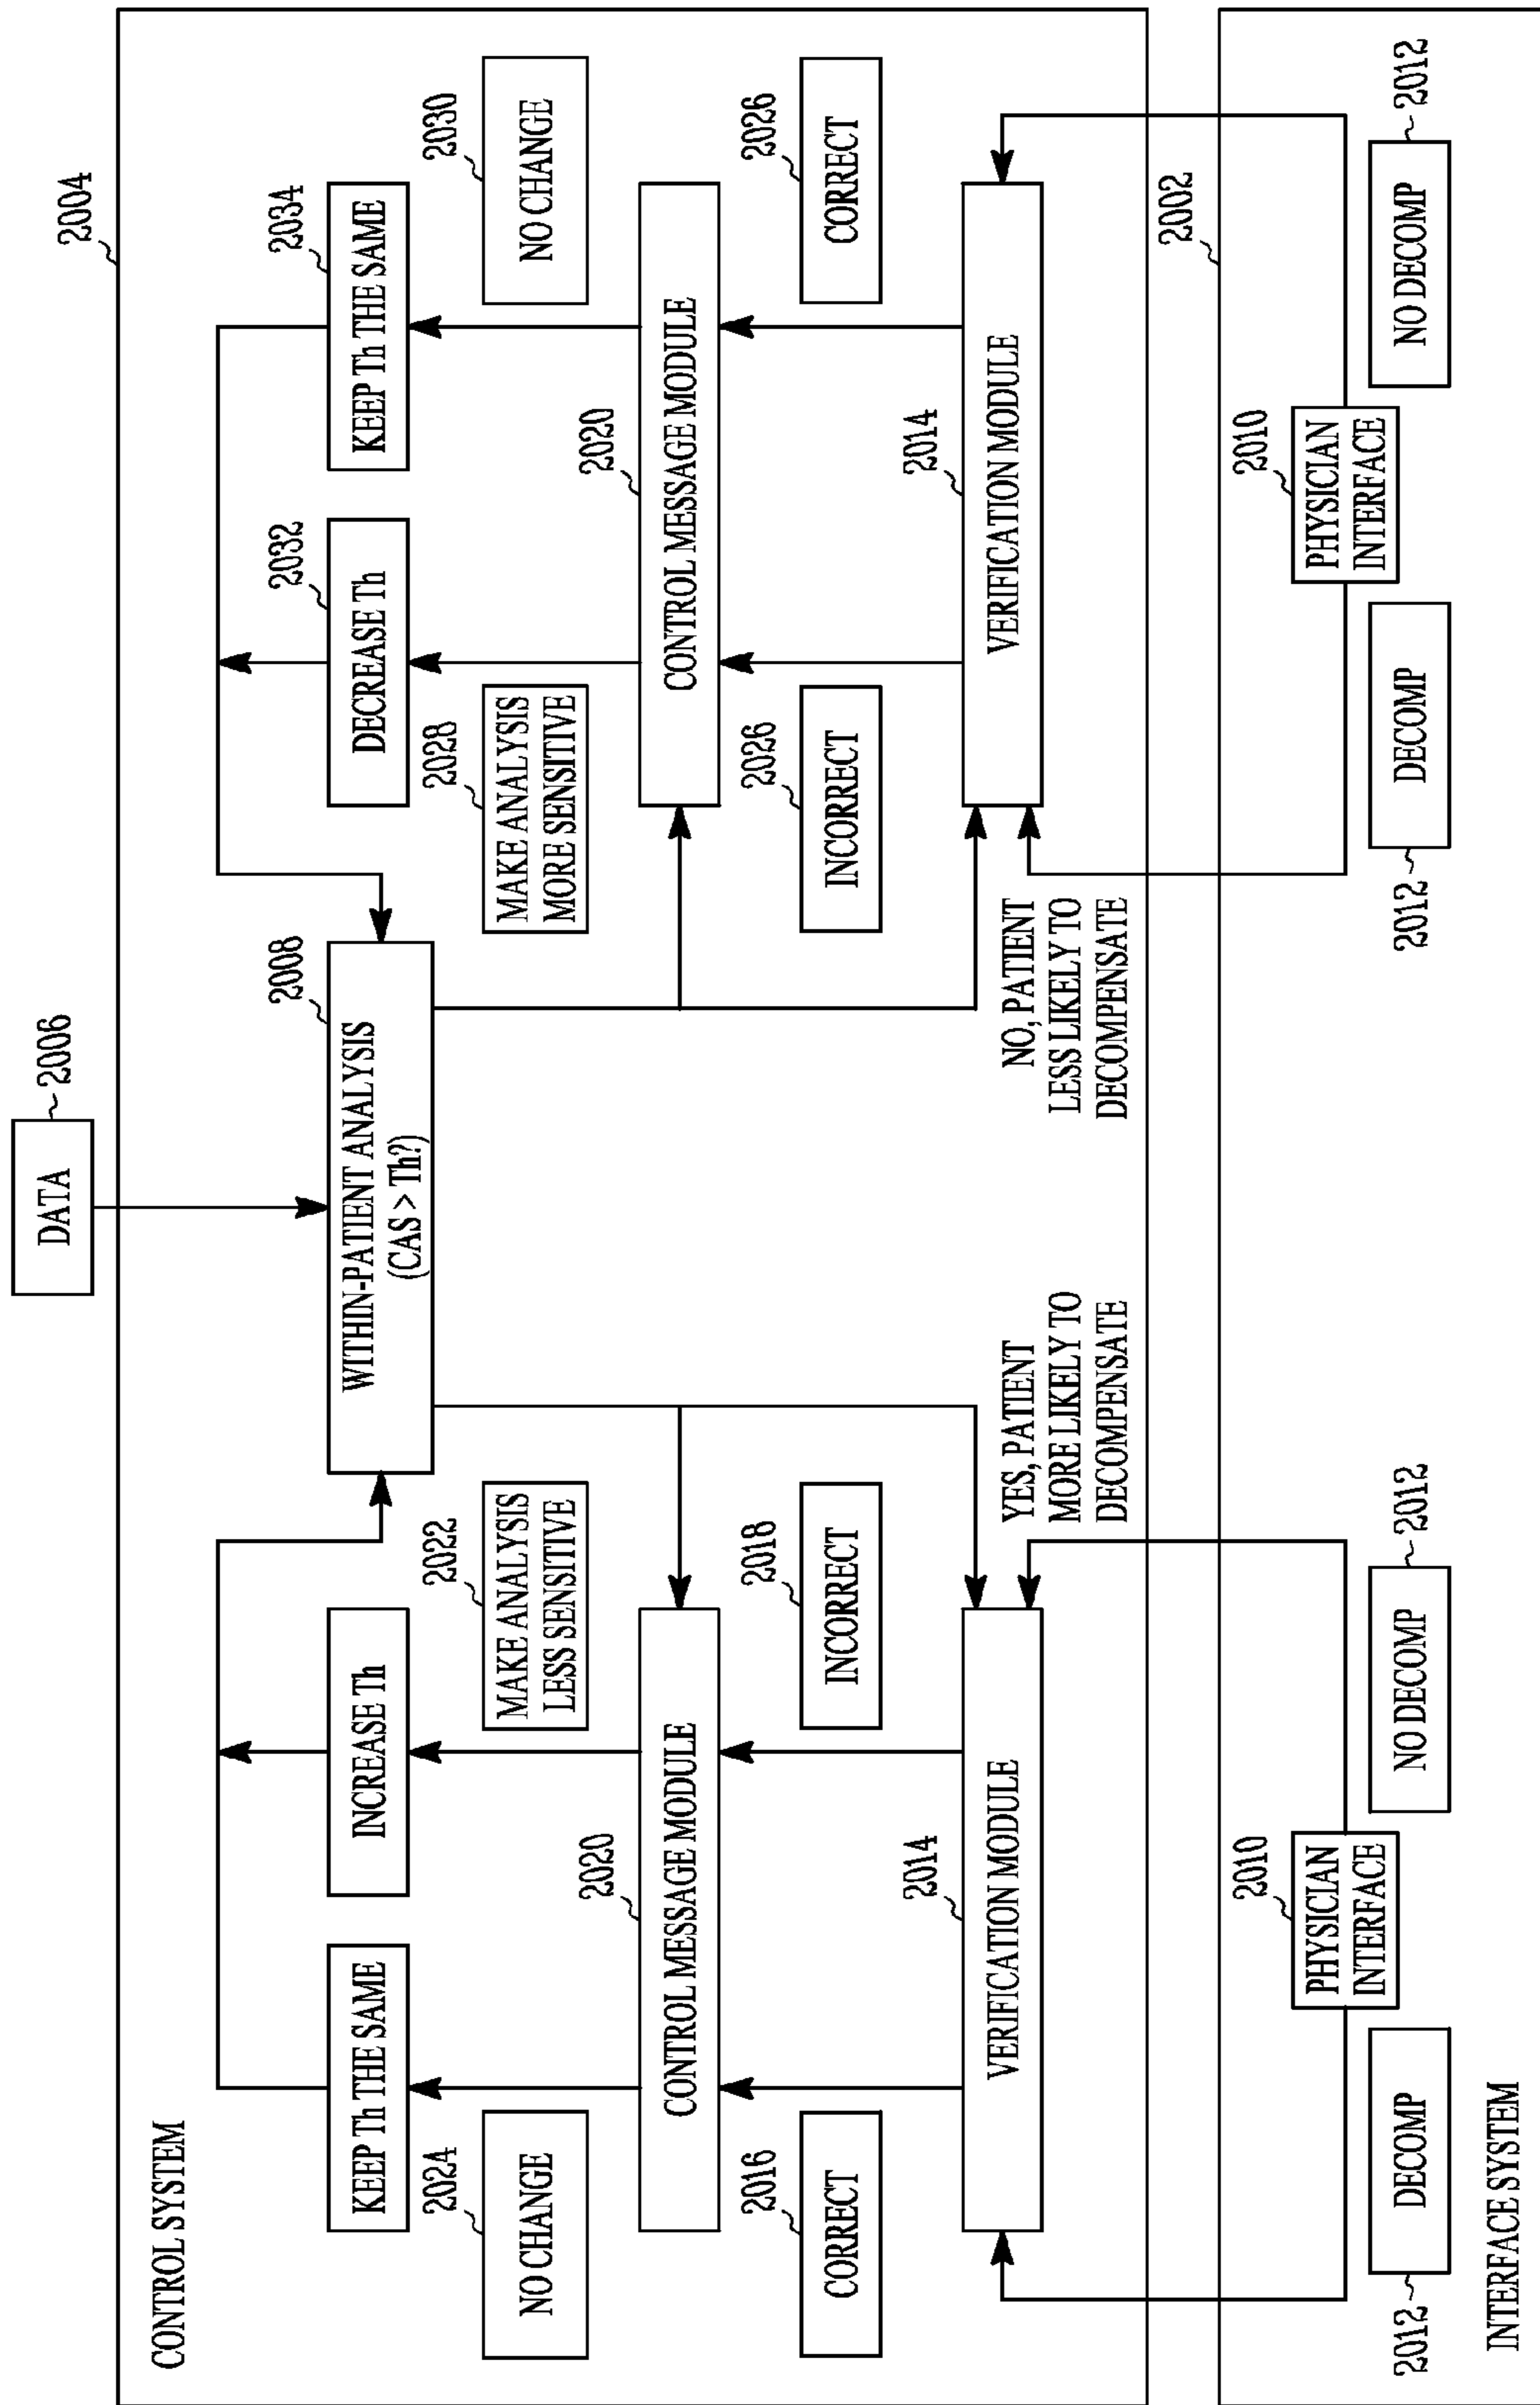 DATA
2006
2004
CONTROL SYSTEM
WITHIN-PATIENT ANALYSIS
(CAS > Th?)
2008
KEEP Th THE SAME
INCREASE Th
DECREASE Th
2032
KEEP Th THE SAME
2034
2024
NO CHANGE
2022
MAKE ANALYSIS
LESS SENSITIVE
2028
MAKE ANALYSIS
MORE SENSITIVE
2030
NO CHANGE
CONTROL MESSAGE MODULE
2020
CONTROL MESSAGE MODULE
2020
2016
CORRECT
2018
INCORRECT
2026
INCORRECT
2026
CORRECT
VERIFICATION MODULE
2014
VERIFICATION MODULE
2014
YES, PATIENT
MORE LIKELY TO
DECOMPENSATE
NO, PATIENT
LESS LIKELY TO
DECOMPENSATE
2002
2010
PHYSICIAN
INTERFACE
2010
PHYSICIAN
INTERFACE
2012
DECOMP
NO DECOMP
2012
2012
DECOMP
NO DECOMP
2012
INTERFACE SYSTEM